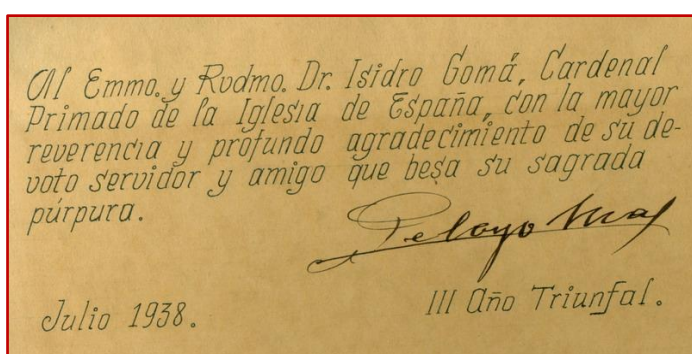 Al Emmo. y Rvdmo. Dr. Isidro Gomá, Cardenal
Primado de la Iglesia de España, con la mayor
reverencia y profundo agradecimiento de su de-
voto servidor y amigo que besa su sagrada
púrpura.
Pelayo
Julio 1938.
III Año Triunfal.